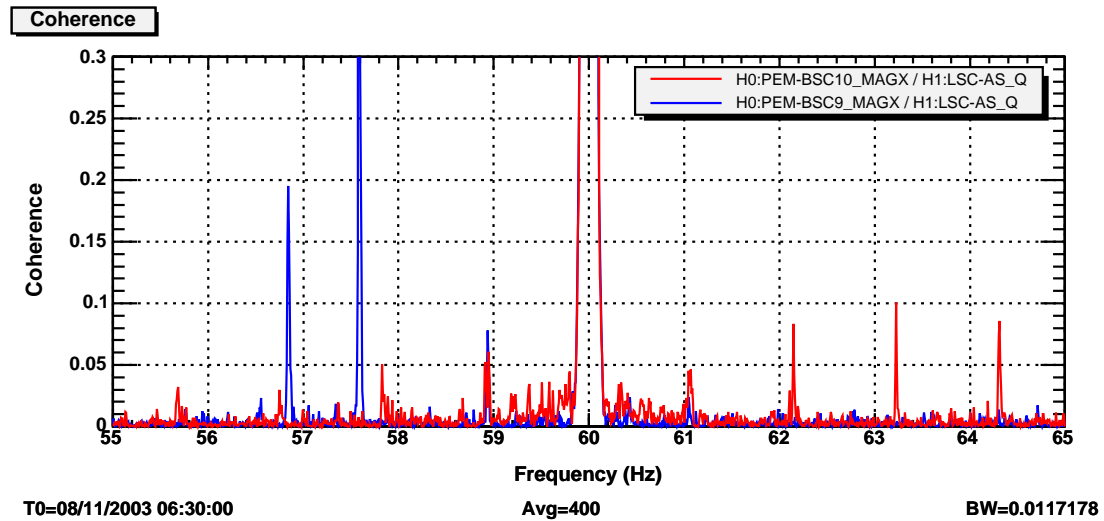 Coherence
0.3
0.25
0.2
0.15
0.1
0.05
0
Coherence
H0:PEM-BSC10_MAGX / H1:LSC-AS_Q
H0:PEM-BSC9_MAGX / H1:LSC-AS_Q
55 56 57 58 59 60 61 62 63 64 65
Frequency (Hz)
T0=08/11/2003 06:30:00 Avg=400 BW=0.0117178